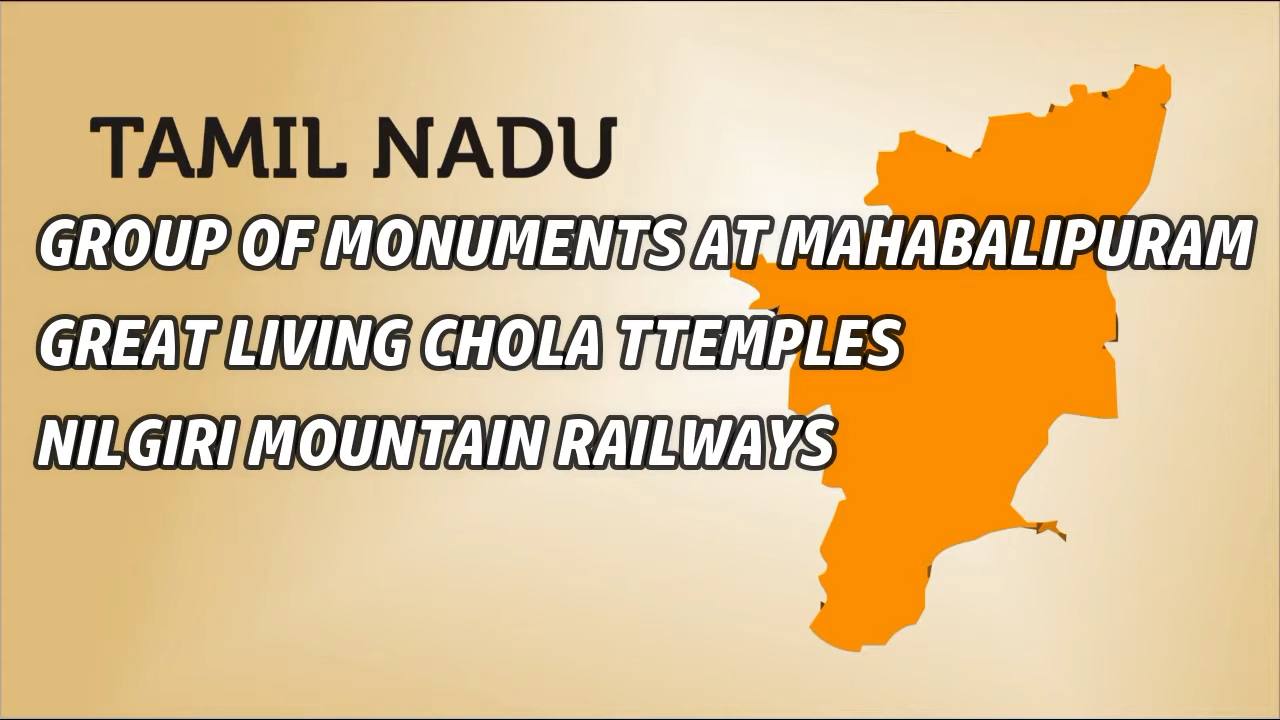 TAMIL NADU
GROUP OF MONUMENTS AT MAHABALIPURAM
GREAT LIVING CHOLA TTEMPLES
NILGIRI MOUNTAIN RAILWAYS